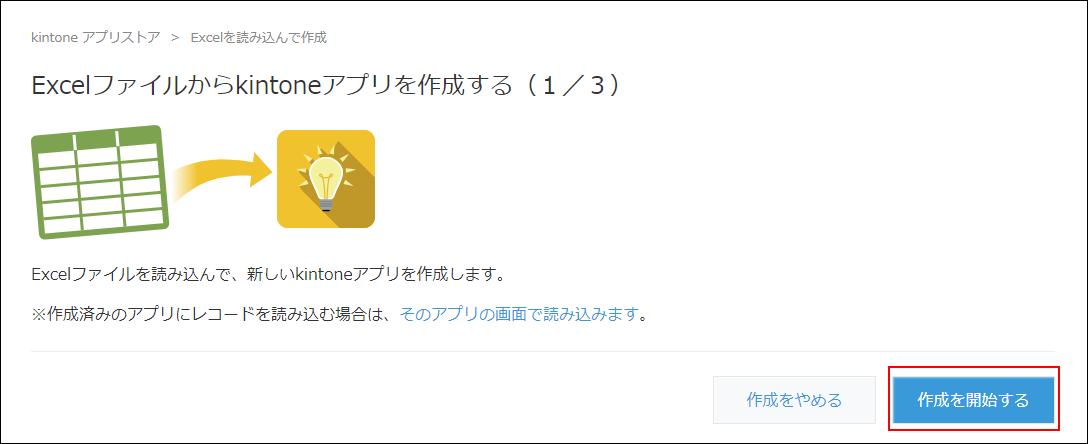 kintone アプリストア > Excelを読み込んで作成
Excelファイルからkintoneアプリを作成する（１／３）
Excelファイルを読み込んで、新しいkintoneアプリを作成します。
※作成済みのアプリにレコードを読み込む場合は、そのアプリの画面で読み込みます。
作成をやめる
作成を開始する